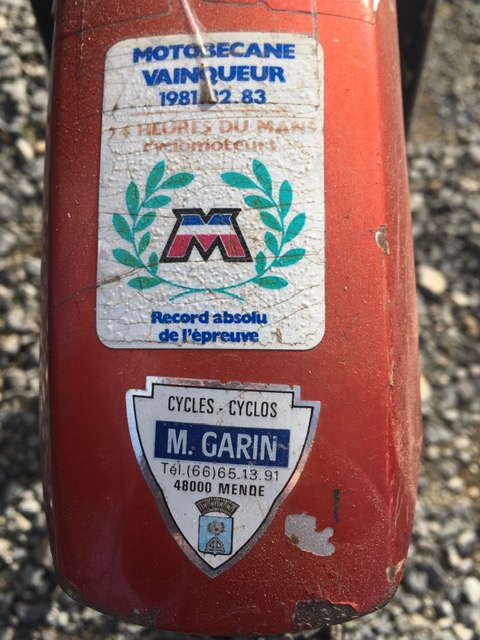 MOTOBECANE
VAINQUEUR
1981.82.83
24 HEURES DU MANS
cyclomoteurs
M
Record absolu
de l'épreuve
CYCLES - CYCLOS
M. GARIN
Tél.(66)65.13.91
48000 MENDE